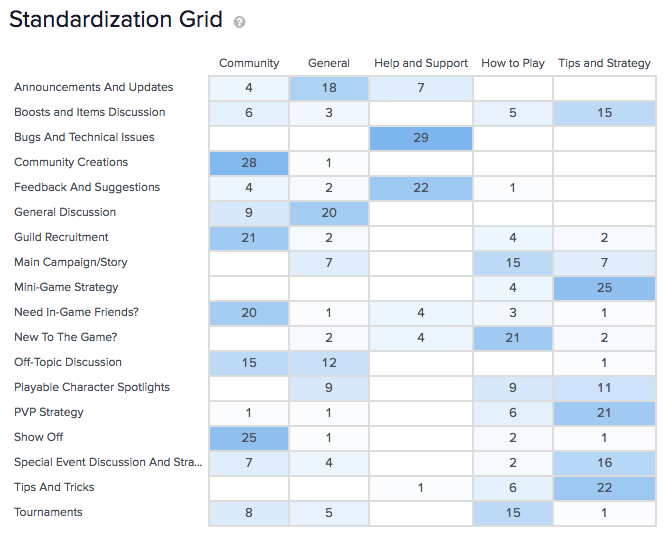 Standardization Grid ?
Community General Help and Support How to Play Tips and Strategy
Announcements And Updates 4 18 7
Boosts and Items Discussion 6 3 5 15
Bugs And Technical Issues 29
Community Creations 28 1
Feedback And Suggestions 4 2 22 1
General Discussion 9 20
Guild Recruitment 21 2 4 2
Main Campaign/Story 7 15 7
Mini-Game Strategy 4 25
Need In-Game Friends? 20 1 4 3 1
New To The Game? 2 4 21 2
Off-Topic Discussion 15 12 1
Playable Character Spotlights 9 9 11
PVP Strategy 1 1 6 21
Show Off 25 1 2 1
Special Event Discussion And Stra... 7 4 2 16
Tips And Tricks 1 6 22
Tournaments 8 5 15 1